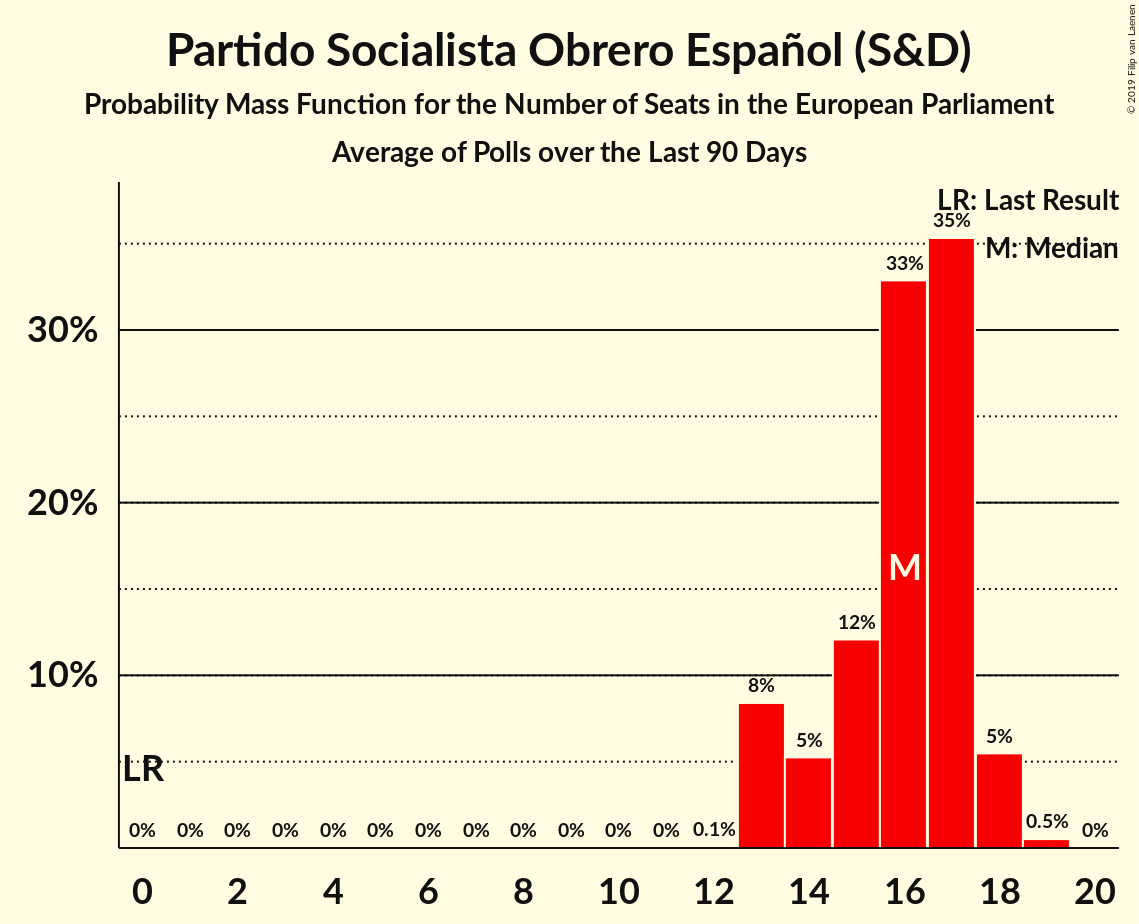 Partido Socialista Obrero Español (S&D)
Probability Mass Function for the Number of Seats in the European Parliament
Average of Polls over the Last 90 Days
© 2019 Filip van Laenen
LR: Last Result
M: Median
35%
33%
30%
20%
M
12%
10%
8%
5%
5%
LR
0% 0% 0% 0% 0% 0% 0% 0% 0% 0% 0% 0% 0.1% 0.5% 0%
0 2 4 6 8 10 12 14 16 18 20